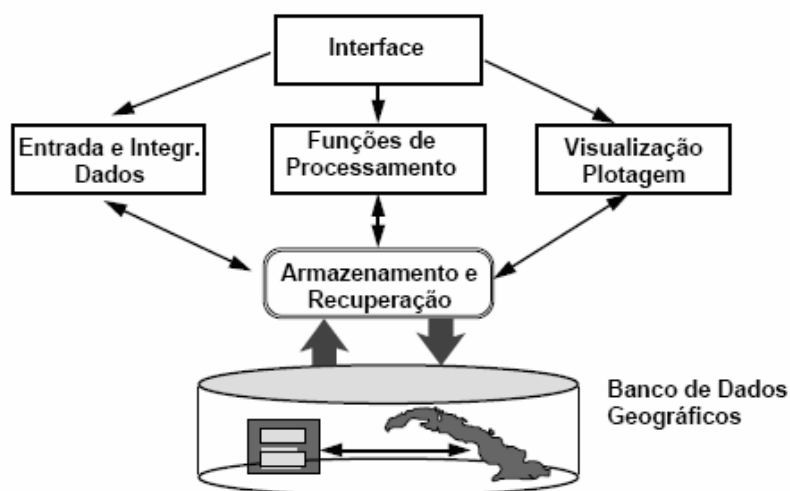 Interface
Entrada e Integr.
Dados
Funções de
Processamento
Visualização
Plotagem
Armazenamento e
Recuperação
Banco de Dados
Geográficos